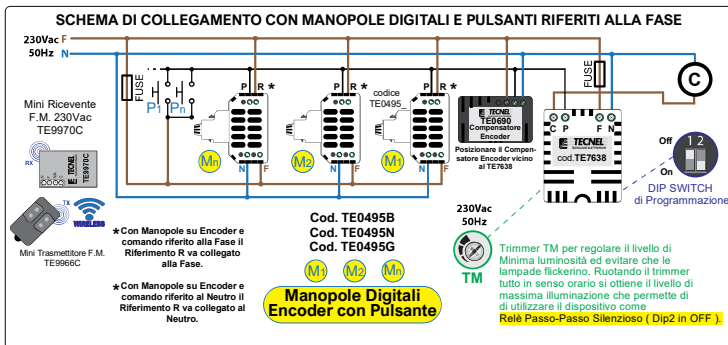 SCHEMA DI COLLEGAMENTO CON MANOPOLE DIGITALI E PULSANTI RIFERITI ALLA FASE
230Vac F
50Hz N
FUSE
P1 Pn
P R *
P R
P R *
codice
TE0495_
Mn
M2
M1
N F
N F
N F
TECNEL
TE0690
Compensatore
Encoder
Posizionare il Compen-
satore Encoder vicino
al TE7638
FUSE
C P F N
TECNEL
cod.TE7638
C
Off
On
1 2
DIP SWITCH
di Programmazione
Mini Ricevente
F.M. 230Vac
TE9970C
RX
TECNEL
TE9970C
TX
WIRELESS
Mini Trasmettitore F.M.
TE9966C
*Con Manopole su Encoder e
comando riferito alla Fase il
Riferimento R va collegato
alla Fase.
*Con Manopole su Encoder e
comando riferito al Neutro il
Riferimento R va collegato al
Neutro.
Cod. TE0495B
Cod. TE0495N
Cod. TE0495G
M1 M2 Mn
Manopole Digitali
Encoder con Pulsante
230Vac
50Hz
TM
Trimmer TM per regolare il livello di
Minima luminosità ed evitare che le
lampade flickerino. Ruotando il trimmer
tutto in senso orario si ottiene il livello di
massima illuminazione che permette di
di utilizzare il dispositivo come
Relè Passo-Passo Silenzioso ( Dip2 in OFF ).